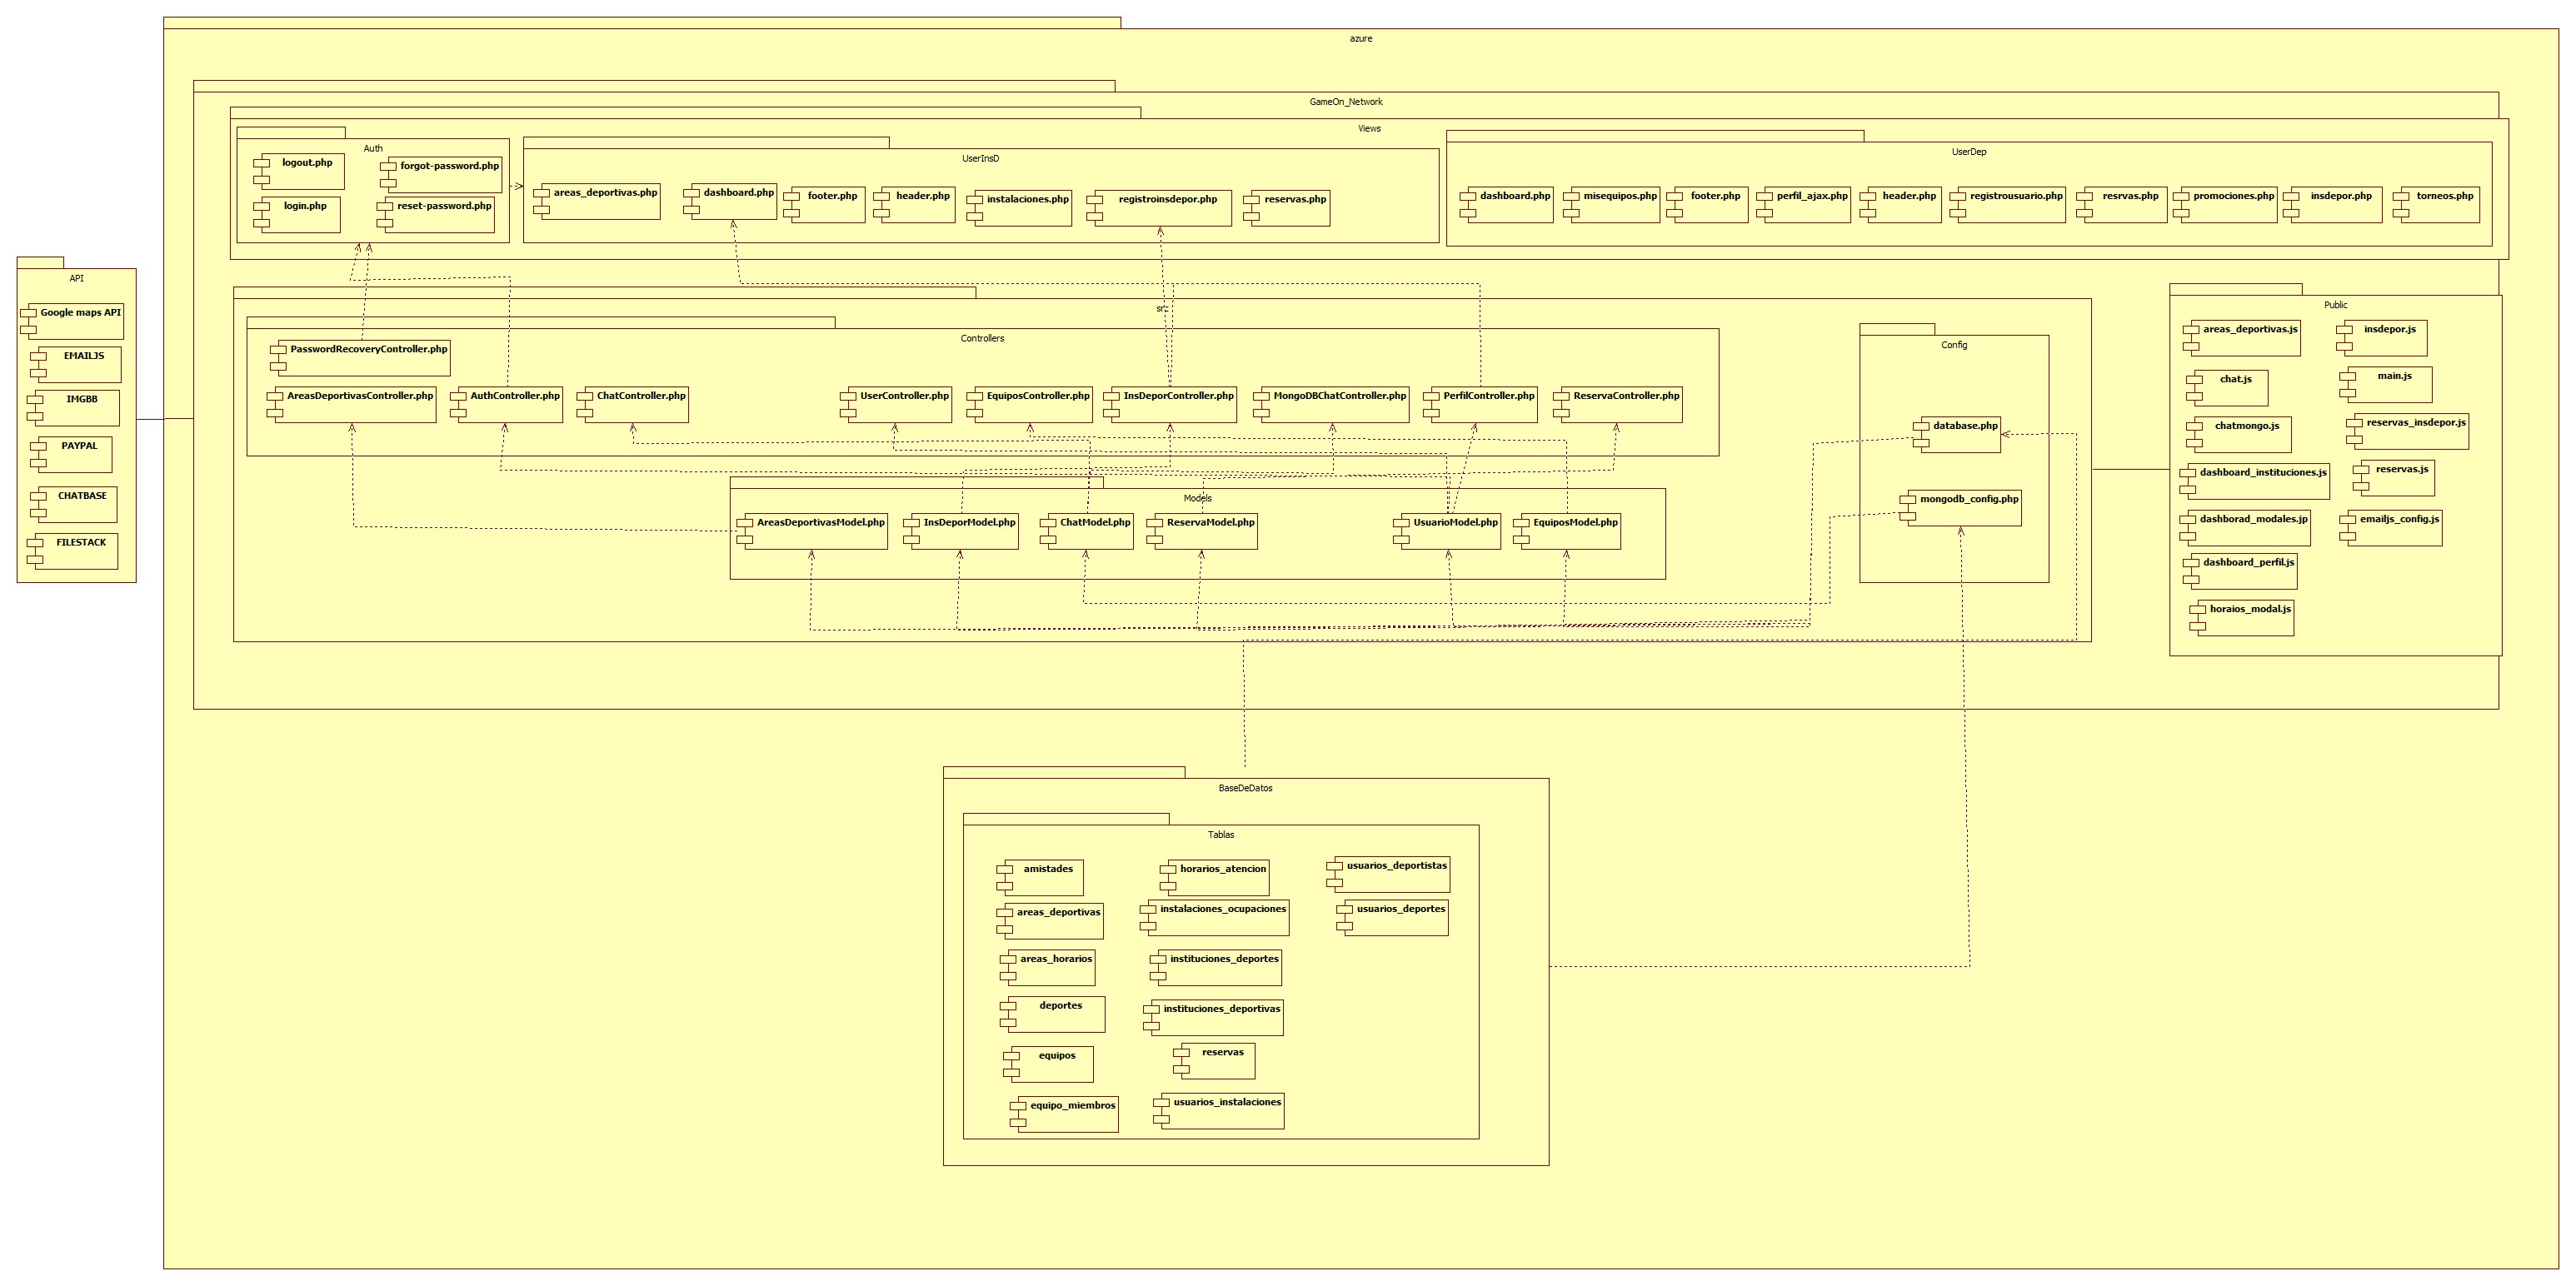 azure
GameOn_Network
Views
Auth
logout.php
forgot-password.php
login.php
reset-password.php
UserInsD
areas_deportivas.php
dashboard.php
footer.php
header.php
instalaciones.php
registroinsdepor.php
reservas.php
UserDep
dashboard.php
misequipos.php
footer.php
perfil_ajax.php
header.php
registrousuario.php
resrvas.php
promociones.php
insdepor.php
torneos.php
API
Google maps API
EMAILJS
IMGBB
PAYPAL
CHATBASE
FILESTACK
src
Controllers
PasswordRecoveryController.php
AreasDeportivasController.php
AuthController.php
ChatController.php
UserController.php
EquiposController.php
InsDeporController.php
MongoDBChatController.php
PerfilController.php
ReservaController.php
Config
database.php
mongodb_config.php
Models
AreasDeportivasModel.php
InsDeporModel.php
ChatModel.php
ReservaModel.php
UsuarioModel.php
EquiposModel.php
Public
areas_deportivas.js
insdepor.js
chat.js
main.js
chatmongo.js
reservas_insdepor.js
dashboard_instituciones.js
reservas.js
dashborad_modales.jp
emailjs_config.js
dashboard_perfil.js
horaios_modal.js
BaseDeDatos
Tablas
amistades
horarios_atencion
usuarios_deportistas
areas_deportivas
instalaciones_ocupaciones
usuarios_deportes
areas_horarios
instituciones_deportes
deportes
instituciones_deportivas
equipos
reservas
equipo_miembros
usuarios_instalaciones